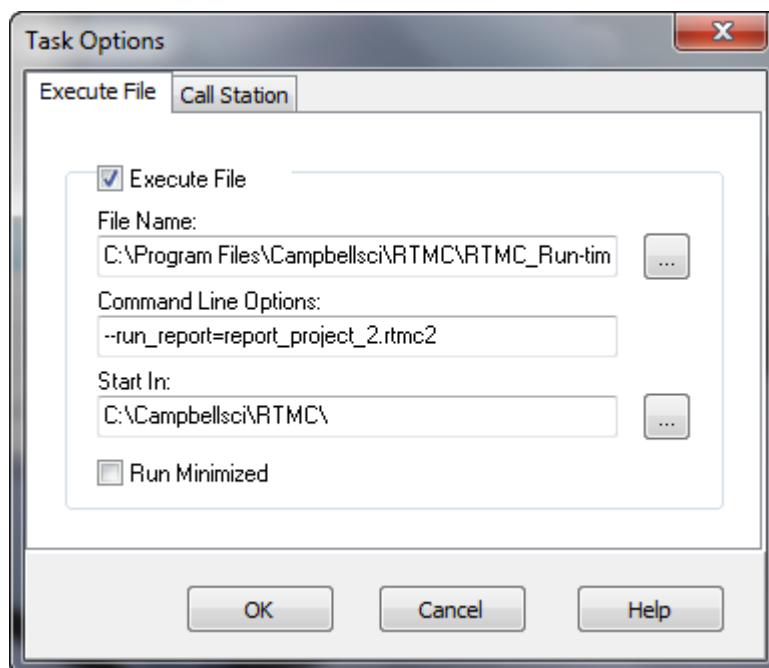 Task Options
Execute File Call Station
Execute File
File Name:
C:\Program Files\Campbellsci\RTMC\RTMC_Run-tim
...
Command Line Options:
--run_report=report_project_2.rtmc2
Start In:
C:\Campbellsci\RTMC\
...
Run Minimized
OK Cancel Help